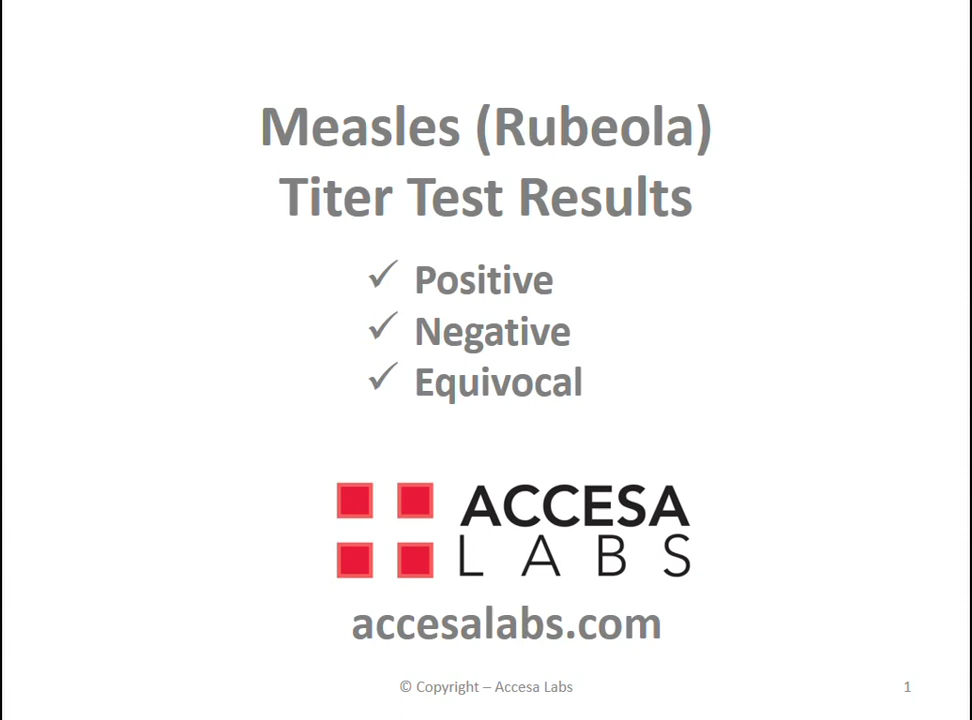 Measles (Rubeola)
Titer Test Results
✓ Positive
✓ Negative
✓ Equivocal
ACCESA
LABS
accesalabs.com
© Copyright – Accesa Labs
1